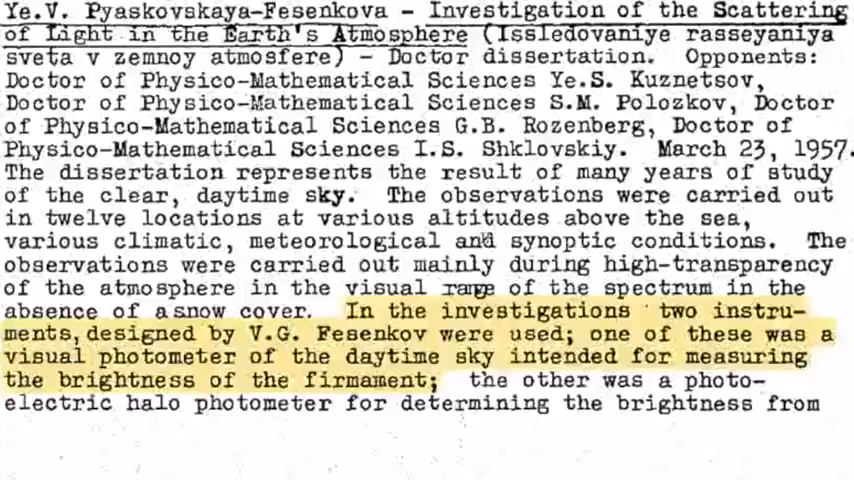 Ye.V. Pyaskovskaya-Fesenkova - Investigation of the Scattering
of Light in the Earth's Atmosphere (Issledovaniye rasseyaniya
sveta v zemnoy atmosfere) - Doctor dissertation. Opponents:
Doctor of Physico-Mathematical Sciences Ye.S. Kuznetsov,
Doctor of Physico-Mathematical Sciences S.M. Polozkov, Doctor
of Physico-Mathematical Sciences G.B. Rozenberg, Doctor of
Physico-Mathematical Sciences I.S. Shklovskiy. March 23, 1957.
The dissertation represents the result of many years of study
of the clear, daytime sky. The observations were carried out
in twelve locations at various altitudes above the sea,
various climatic, meteorological and synoptic conditions. The
observations were carried out mainly during high-transparency
of the atmosphere in the visual range of the spectrum in the
absence of a snow cover. In the investigations two instru-
ments, designed by V.G. Fesenkov were used; one of these was a
visual photometer of the daytime sky intended for measuring
the brightness of the firmament; the other was a photo-
electric halo photometer for determining the brightness from